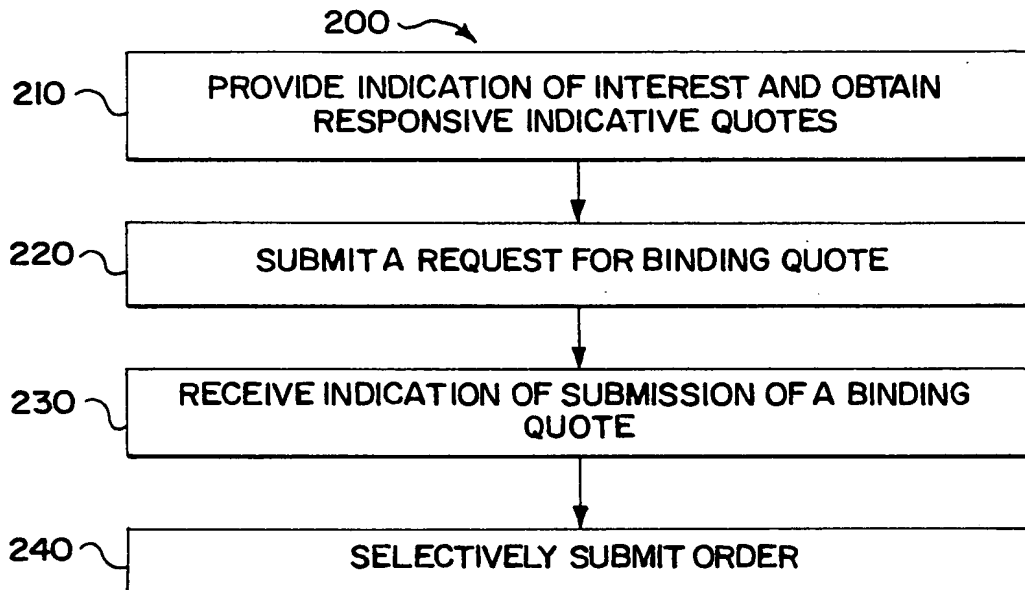 200
210
PROVIDE INDICATION OF INTEREST AND OBTAIN
RESPONSIVE INDICATIVE QUOTES
220
SUBMIT A REQUEST FOR BINDING QUOTE
230
RECEIVE INDICATION OF SUBMISSION OF A BINDING
QUOTE
240
SELECTIVELY SUBMIT ORDER